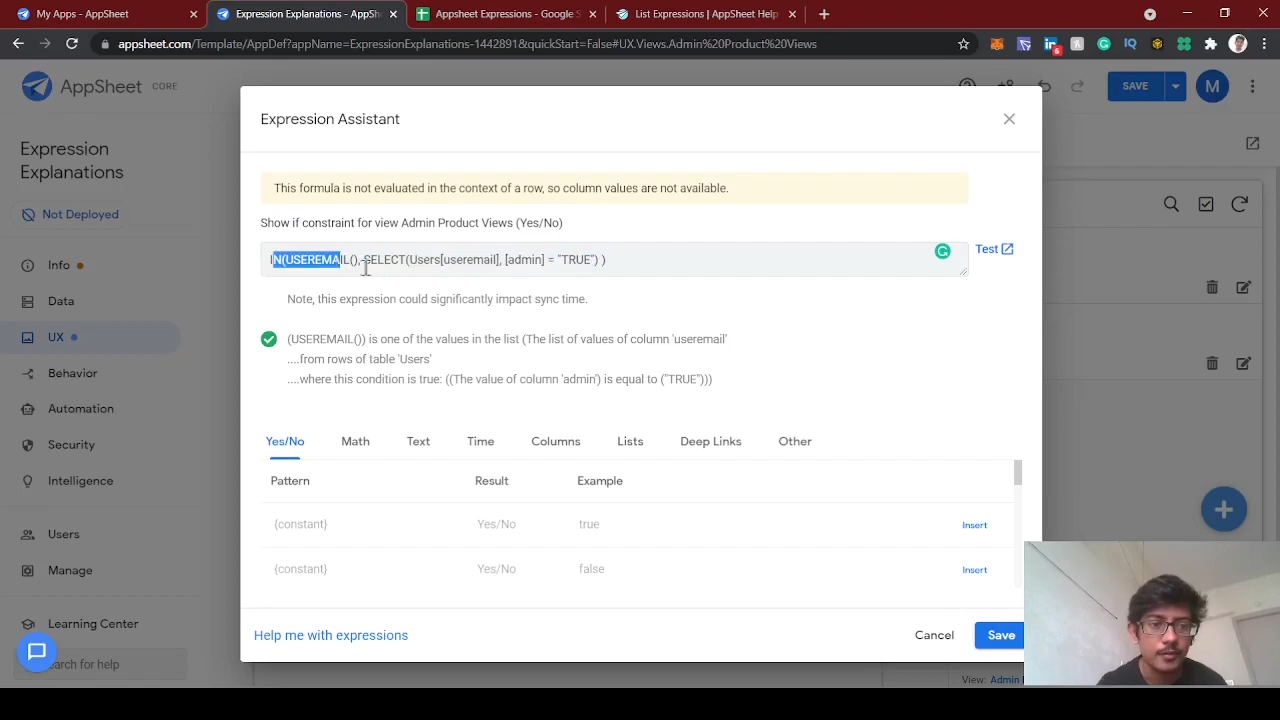 My Apps - AppSheet
Expression Explanations - AppSheet
Appsheet Expressions - Google S
List Expressions | AppSheet Help
appsheet.com/Template/AppDef?appName=ExpressionExplanations-1442891&quickStart=False#UX.Views.Admin%20Product%20Views
6
AppSheet CORE
SAVE
M
Expression Explanations
Not Deployed
Info
Data
UX
Behavior
Automation
Security
Intelligence
Users
Manage
Learning Center
earch for help
Expression Assistant
This formula is not evaluated in the context of a row, so column values are not available.
Show if constraint for view Admin Product Views (Yes/No)
IN(USEREMAIL(), SELECT(Users[useremail], [admin] = "TRUE") )
Test
Note, this expression could significantly impact sync time.
(USEREMAIL()) is one of the values in the list (The list of values of column 'useremail'
....from rows of table 'Users'
....where this condition is true: ((The value of column 'admin') is equal to ("TRUE")))
Yes/No Math Text Time Columns Lists Deep Links Other
Pattern Result Example
{constant} Yes/No true Insert
{constant} Yes/No false Insert
Help me with expressions
Cancel
Save
View: Admin